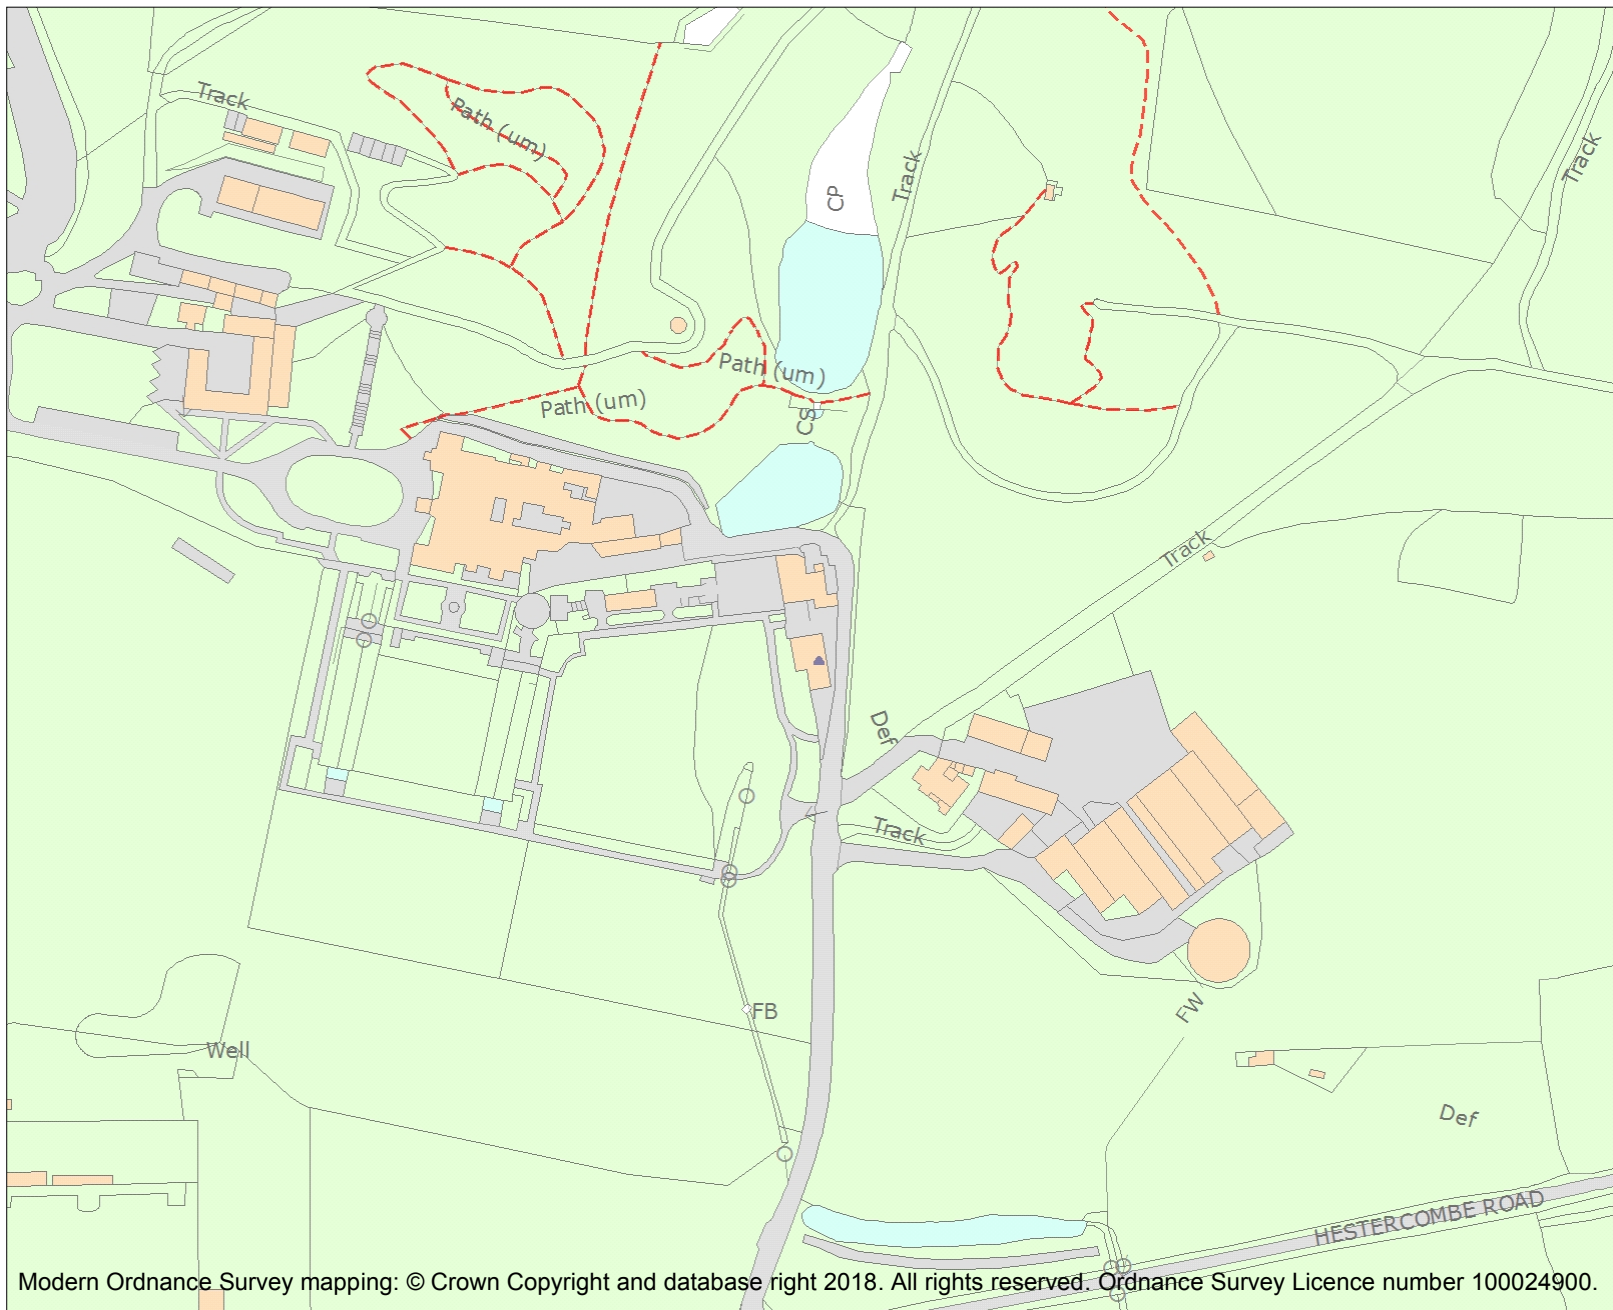 Track
Path (um)
CP
Track
Track
Path (um)
Path (um)
CS
Track
Def
Track
FB
FW
Well
Def
HESTERCOMBE ROAD
Modern Ordnance Survey mapping: © Crown Copyright and database right 2018. All rights reserved. Ordnance Survey Licence number 100024900.